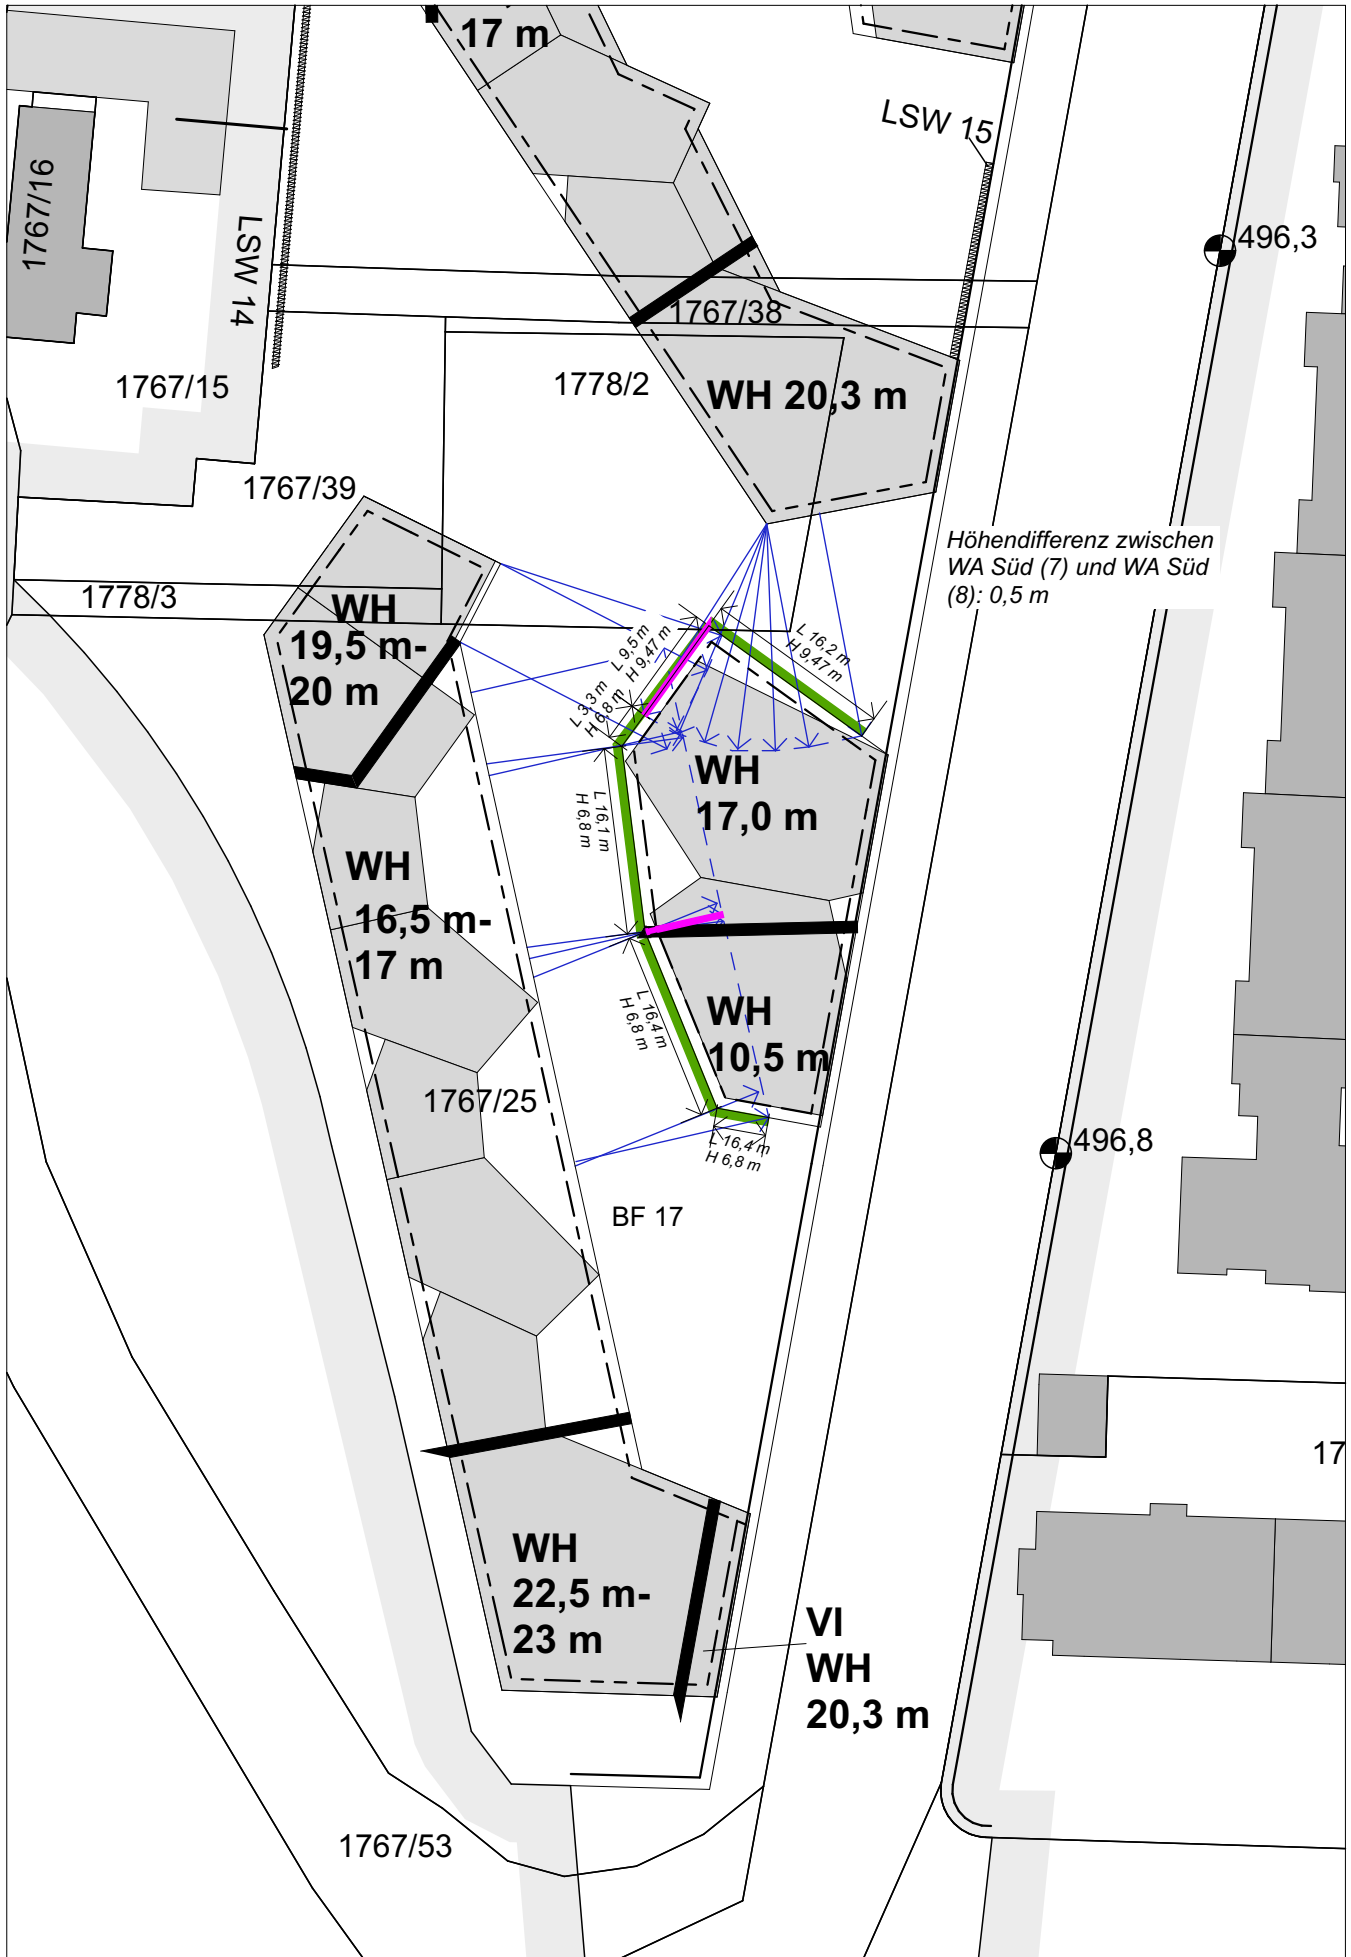 17 m
LSW 15
1767/16
496,3
LSW 14
1767/38
1767/15
1778/2
WH 20,3 m
1767/39
Höhendifferenz zwischen
WA Süd (7) und WA Süd
(8): 0,5 m
1778/3
WH
19,5 m-
20 m
L 9,5 m
H 9,47 m
L 16,2 m
H 9,47 m
L 3,3 m
H 6,8 m
WH
17,0 m
L 16,1 m
H 6,8 m
WH
16,5 m-
17 m
L 16,4 m
H 6,8 m
WH
10,5 m
1767/25
496,8
L 16,4 m
H 6,8 m
BF 17
17
WH
22,5 m-
23 m
VI
WH
20,3 m
1767/53